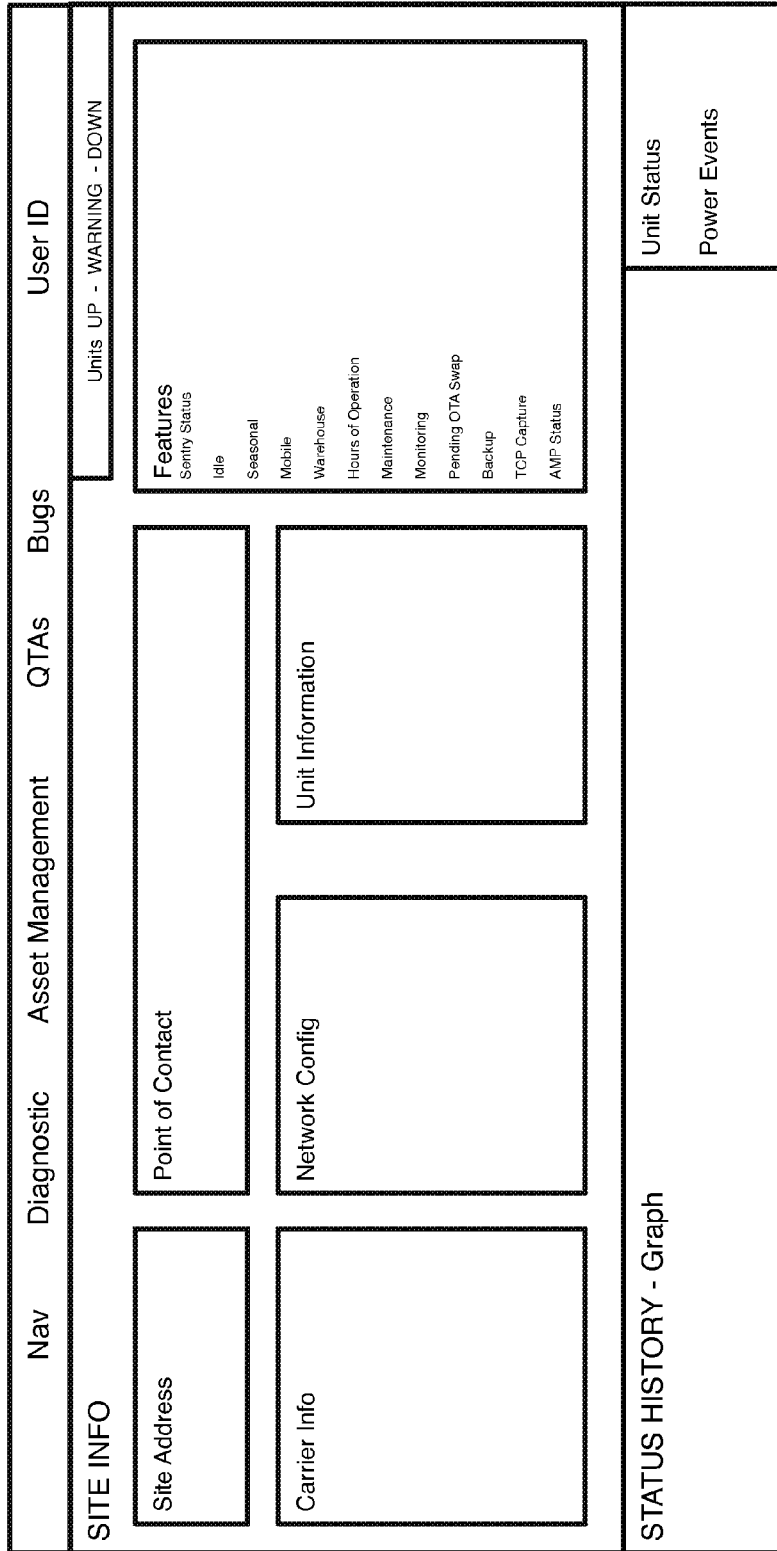 Nav Diagnostic Asset Management QTAs Bugs User ID
SITE INFO
Units UP - WARNING - DOWN
Site Address
Point of Contact
Features
Sentry Status
Idle
Seasonal
Mobile
Warehouse
Hours of Operation
Maintenance
Monitoring
Pending OTA Swap
Backup
TCP Capture
AMP Status
Carrier Info
Network Config
Unit Information
STATUS HISTORY - Graph
Unit Status
Power Events